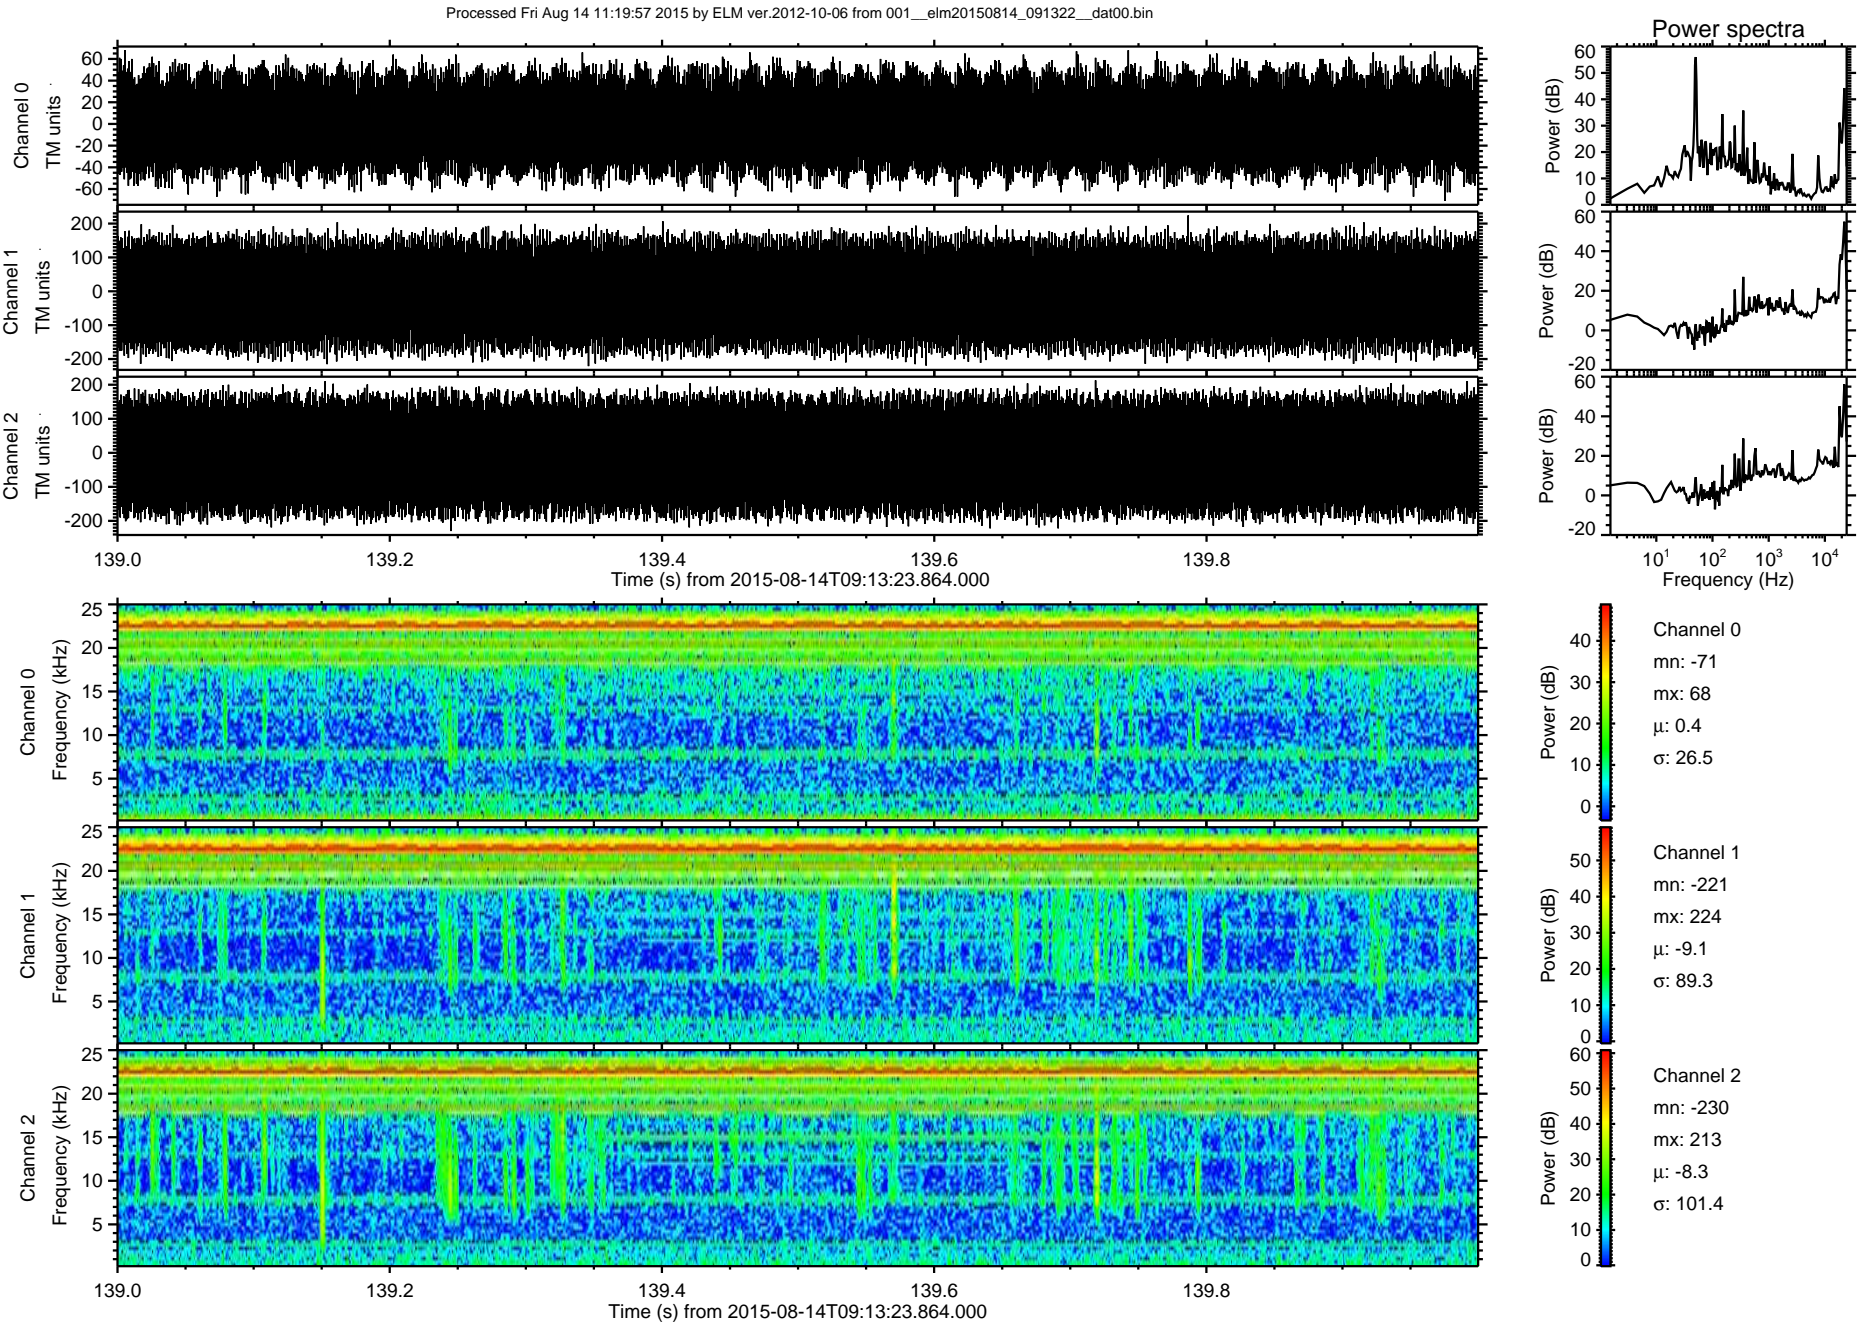 Processed Fri Aug 14 11:19:57 2015 by ELM ver.2012-10-06 from 001__elm20150814_091322__dat00.bin
Power spectra
Channel 0
TM units
60
40
20
0
-20
-40
-60
Power (dB)
60
50
40
30
20
10
0
Channel 1
TM units
200
100
0
-100
-200
Power (dB)
60
40
20
0
-20
Channel 2
TM units
200
100
0
-100
-200
Power (dB)
60
40
20
0
-20
139.0 139.2 139.4 139.6 139.8
Time (s) from 2015-08-14T09:13:23.864.000
10^1 10^2 10^3 10^4
Frequency (Hz)
Channel 0
Frequency (kHz)
25
20
15
10
5
Power (dB)
40
30
20
10
0
Channel 0
mn: -71
mx: 68
μ: 0.4
σ: 26.5
Channel 1
Frequency (kHz)
25
20
15
10
5
Power (dB)
50
40
30
20
10
0
Channel 1
mn: -221
mx: 224
μ: -9.1
σ: 89.3
Channel 2
Frequency (kHz)
25
20
15
10
5
Power (dB)
60
50
40
30
20
10
0
Channel 2
mn: -230
mx: 213
μ: -8.3
σ: 101.4
139.0 139.2 139.4 139.6 139.8
Time (s) from 2015-08-14T09:13:23.864.000